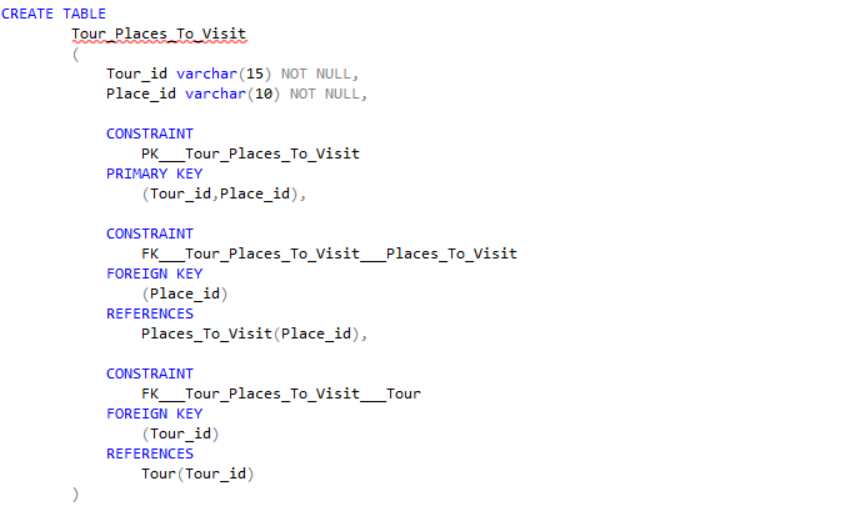 CREATE TABLE
Tour_Places_To_Visit
(
Tour_id varchar(15) NOT NULL,
Place_id varchar(10) NOT NULL,
CONSTRAINT
PK___Tour_Places_To_Visit
PRIMARY KEY
(Tour_id,Place_id),
CONSTRAINT
FK___Tour_Places_To_Visit___Places_To_Visit
FOREIGN KEY
(Place_id)
REFERENCES
Places_To_Visit(Place_id),
CONSTRAINT
FK___Tour_Places_To_Visit___Tour
FOREIGN KEY
(Tour_id)
REFERENCES
Tour(Tour_id)
)